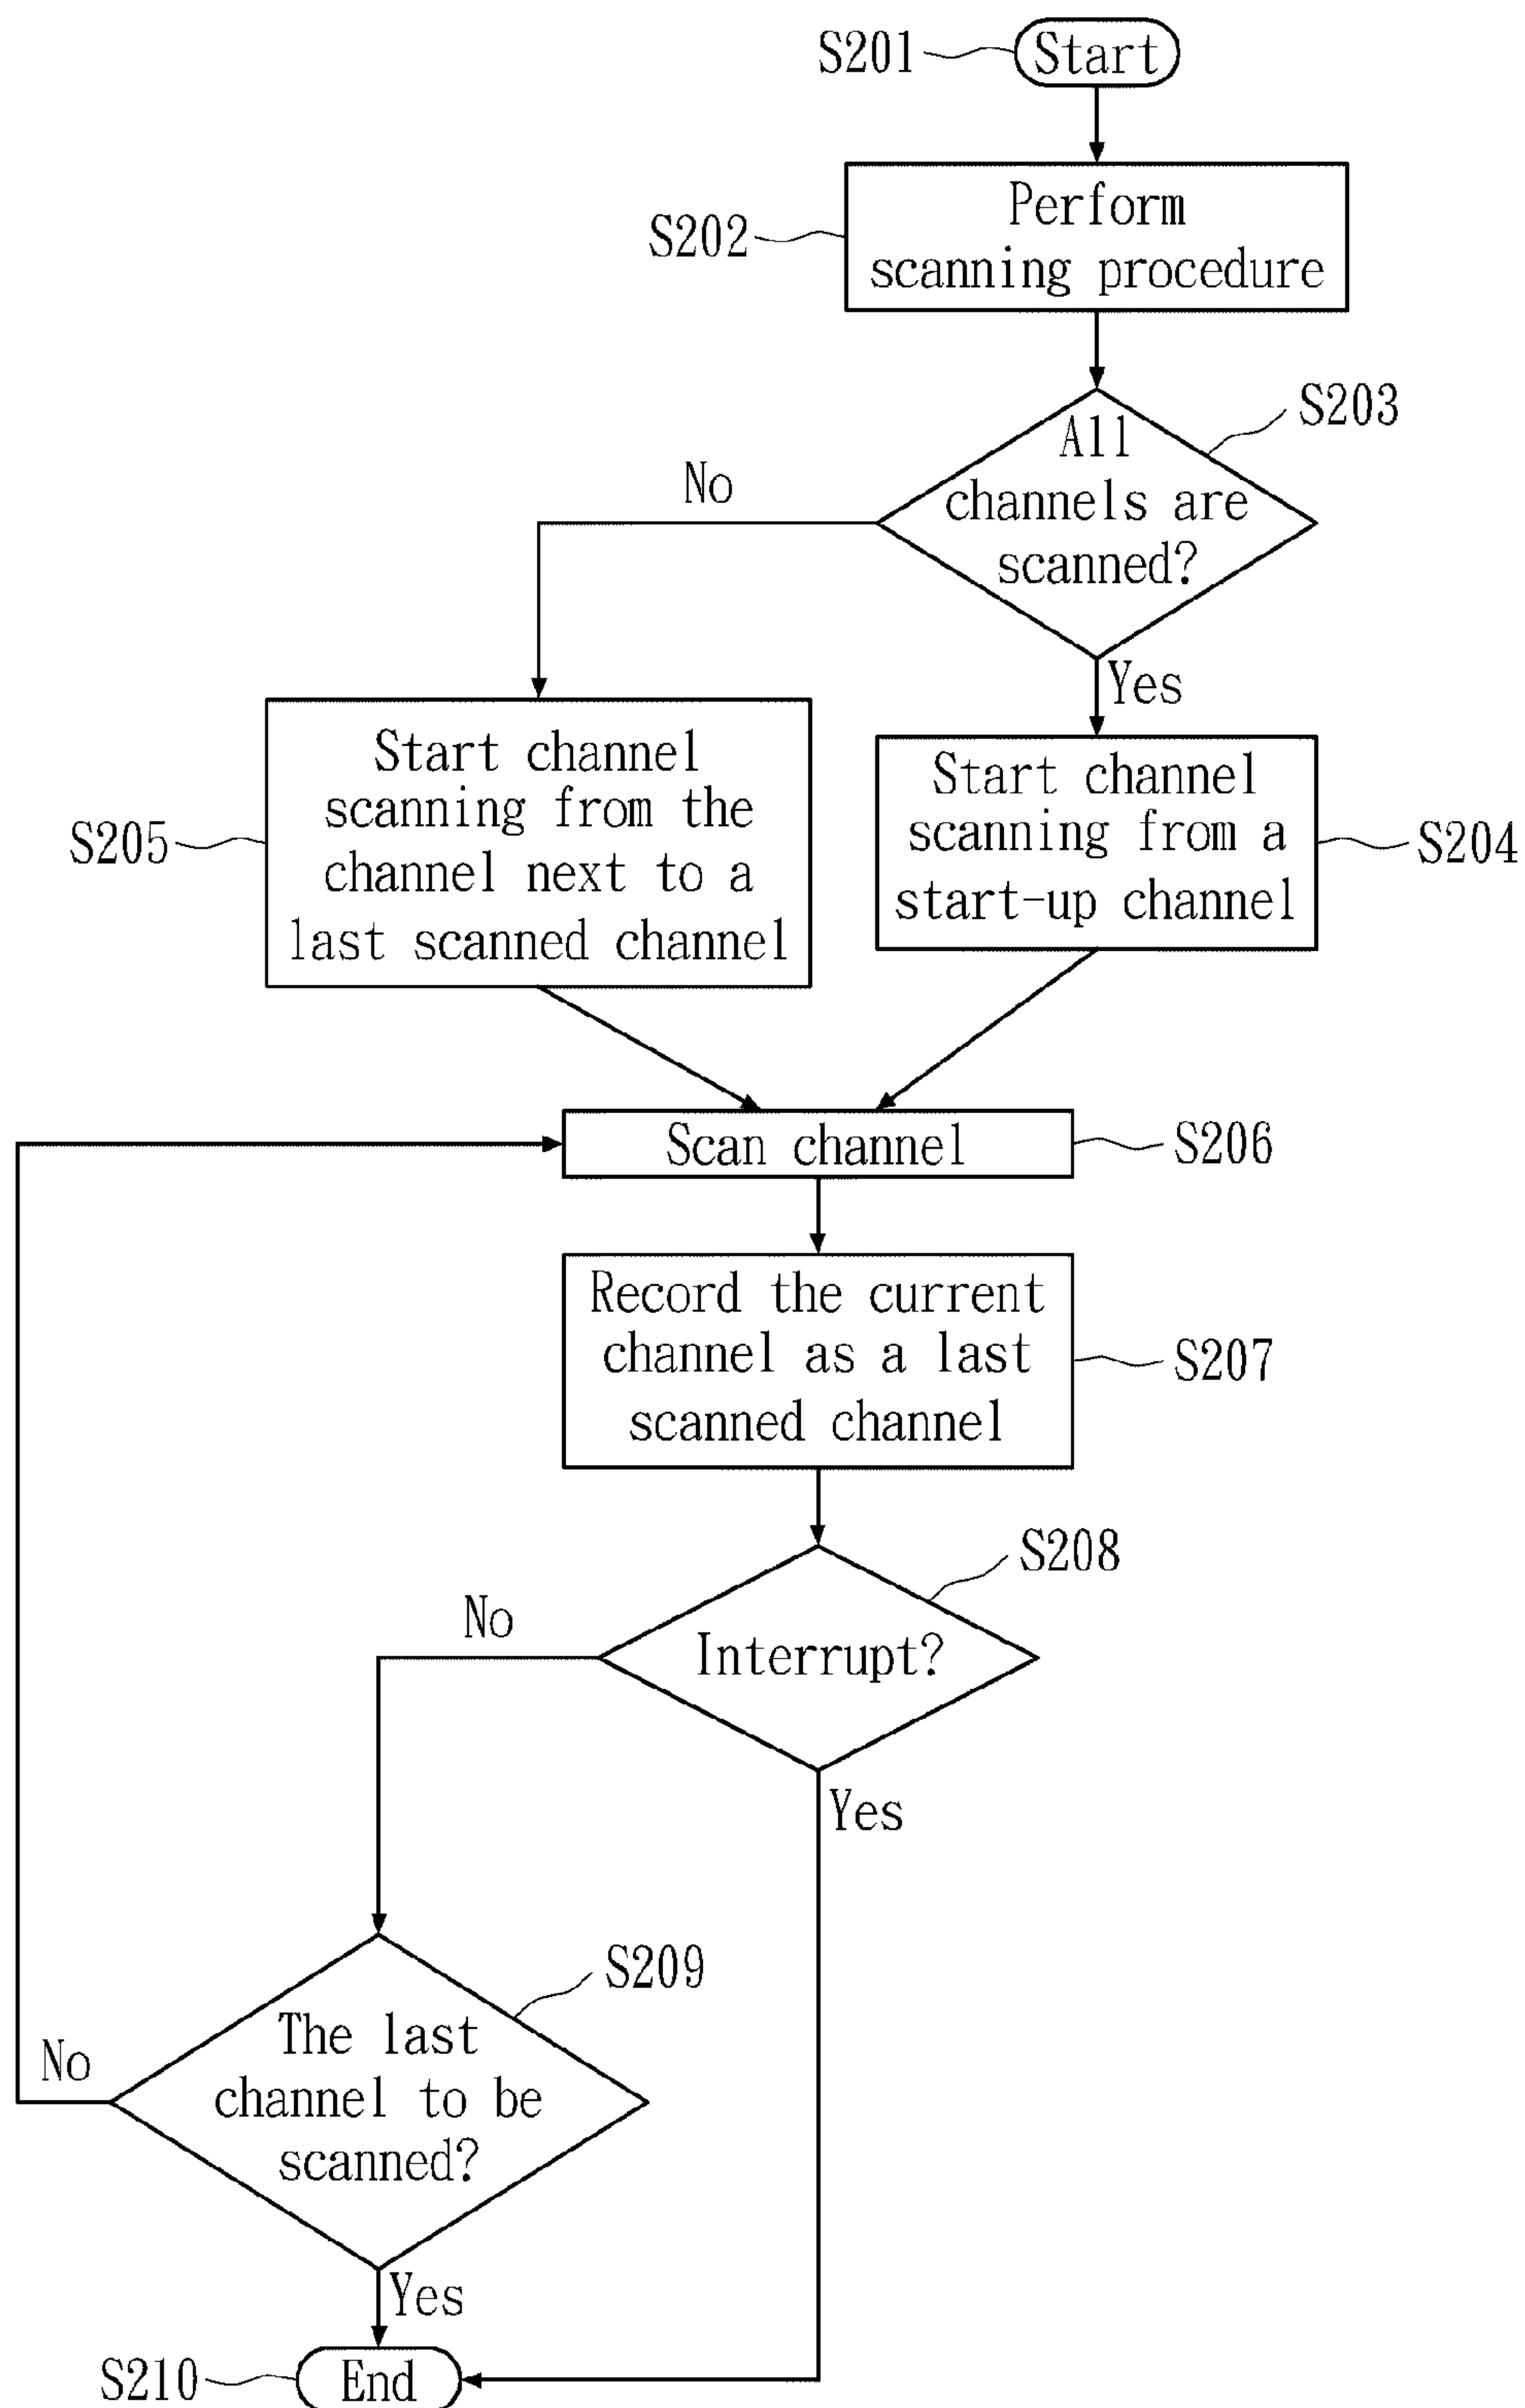 S201
Start
S202
Perform
scanning procedure
S203
All
channels are
scanned?
No
Yes
S205
Start channel
scanning from the
channel next to a
last scanned channel
Start channel
scanning from a
start-up channel
S204
Scan channel
S206
Record the current
channel as a last
scanned channel
S207
S208
Interrupt?
No
Yes
S209
The last
channel to be
scanned?
No
Yes
S210
End